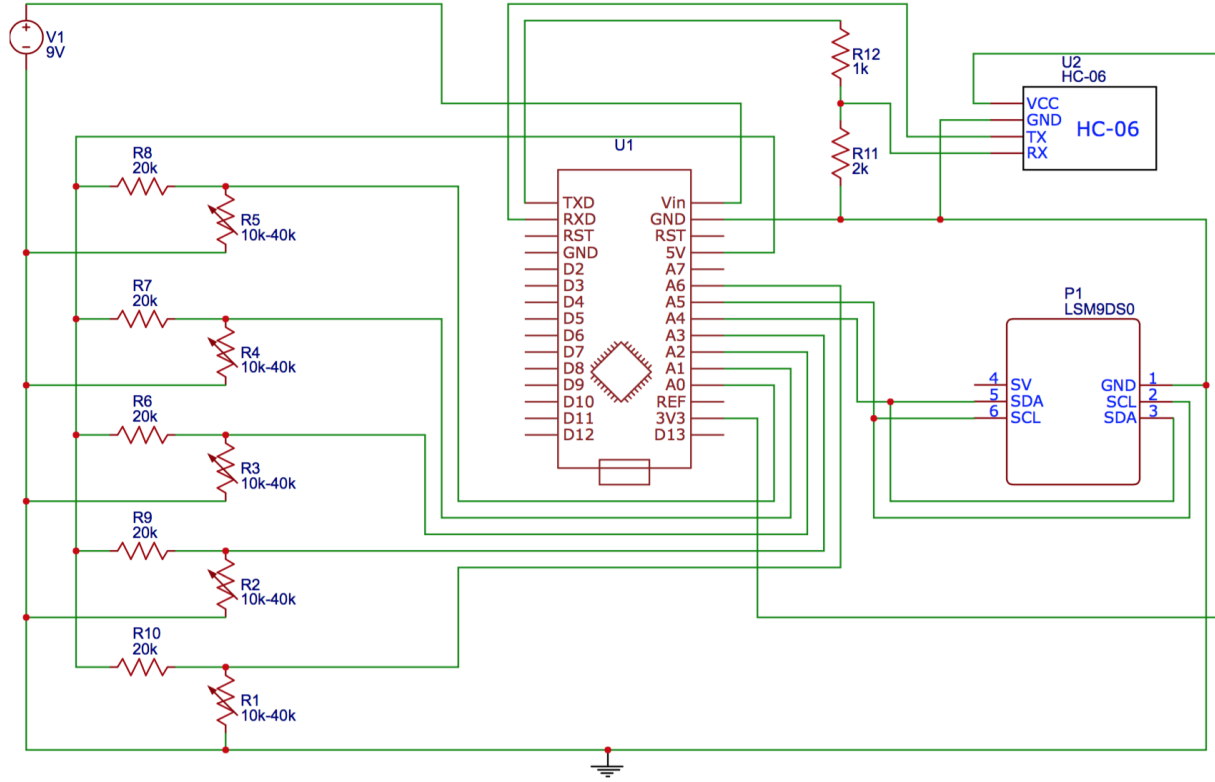 V1
9V
R12
1k
U2
HC-06
VCC
GND
TX
RX
HC-06
R11
2k
U1
R8
20k
R5
10k-40k
TXD
RXD
RST
GND
D2
D3
D4
D5
D6
D7
D8
D9
D10
D11
D12
Vin
GND
RST
5V
A7
A6
A5
A4
A3
A2
A1
A0
REF
3V3
D13
R7
20k
R4
10k-40k
P1
LSM9DS0
4 SV
5 SDA
6 SCL
GND 1
SCL 2
SDA 3
R6
20k
R3
10k-40k
R9
20k
R2
10k-40k
R10
20k
R1
10k-40k